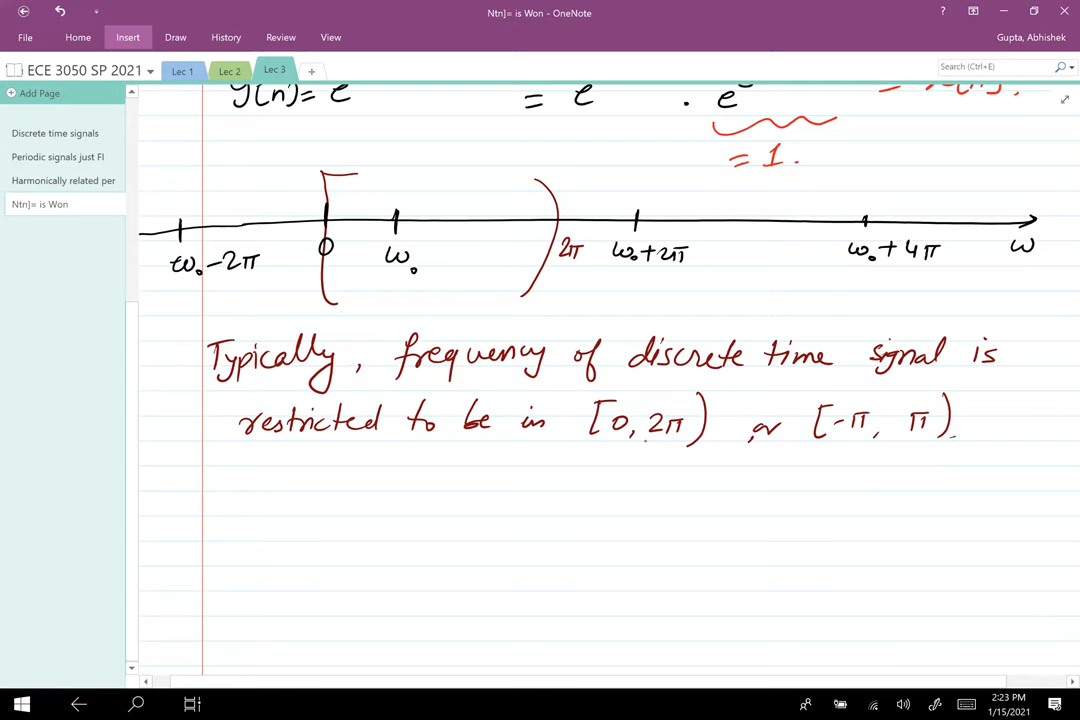 Ntn]= is Won - OneNote
File Home Insert Draw History Review View Gupta, Abhishek
ECE 3050 SP 2021 Lec 1 Lec 2 Lec 3 Search (Ctrl+E)
Add Page
Discrete time signals
Periodic signals just FI
Harmonically related per
Ntn]= is Won
y[n] = e = e . e
= 1.
ω₀-2π 0 ω₀ 2π ω₀+2π ω₀+4π ω
Typically, frequency of discrete time signal is
restricted to be in [0, 2π) or [-π, π).
2:23 PM
1/15/2021